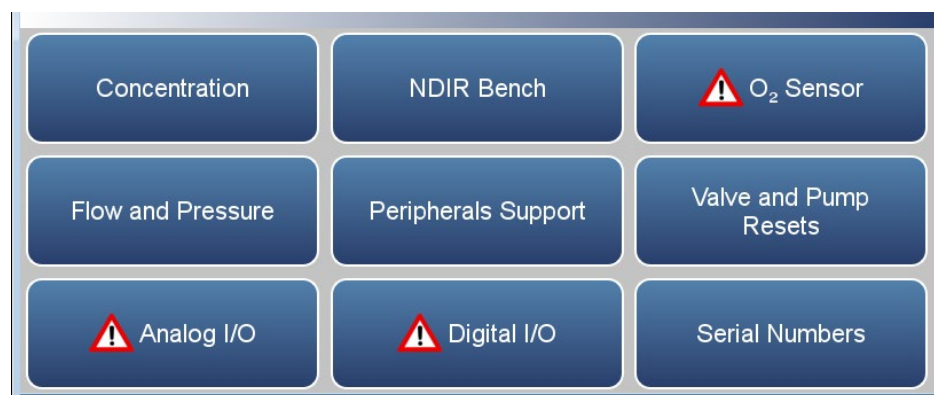 Concentration
NDIR Bench
O₂ Sensor
Flow and Pressure
Peripherals Support
Valve and Pump
Resets
Analog I/O
Digital I/O
Serial Numbers